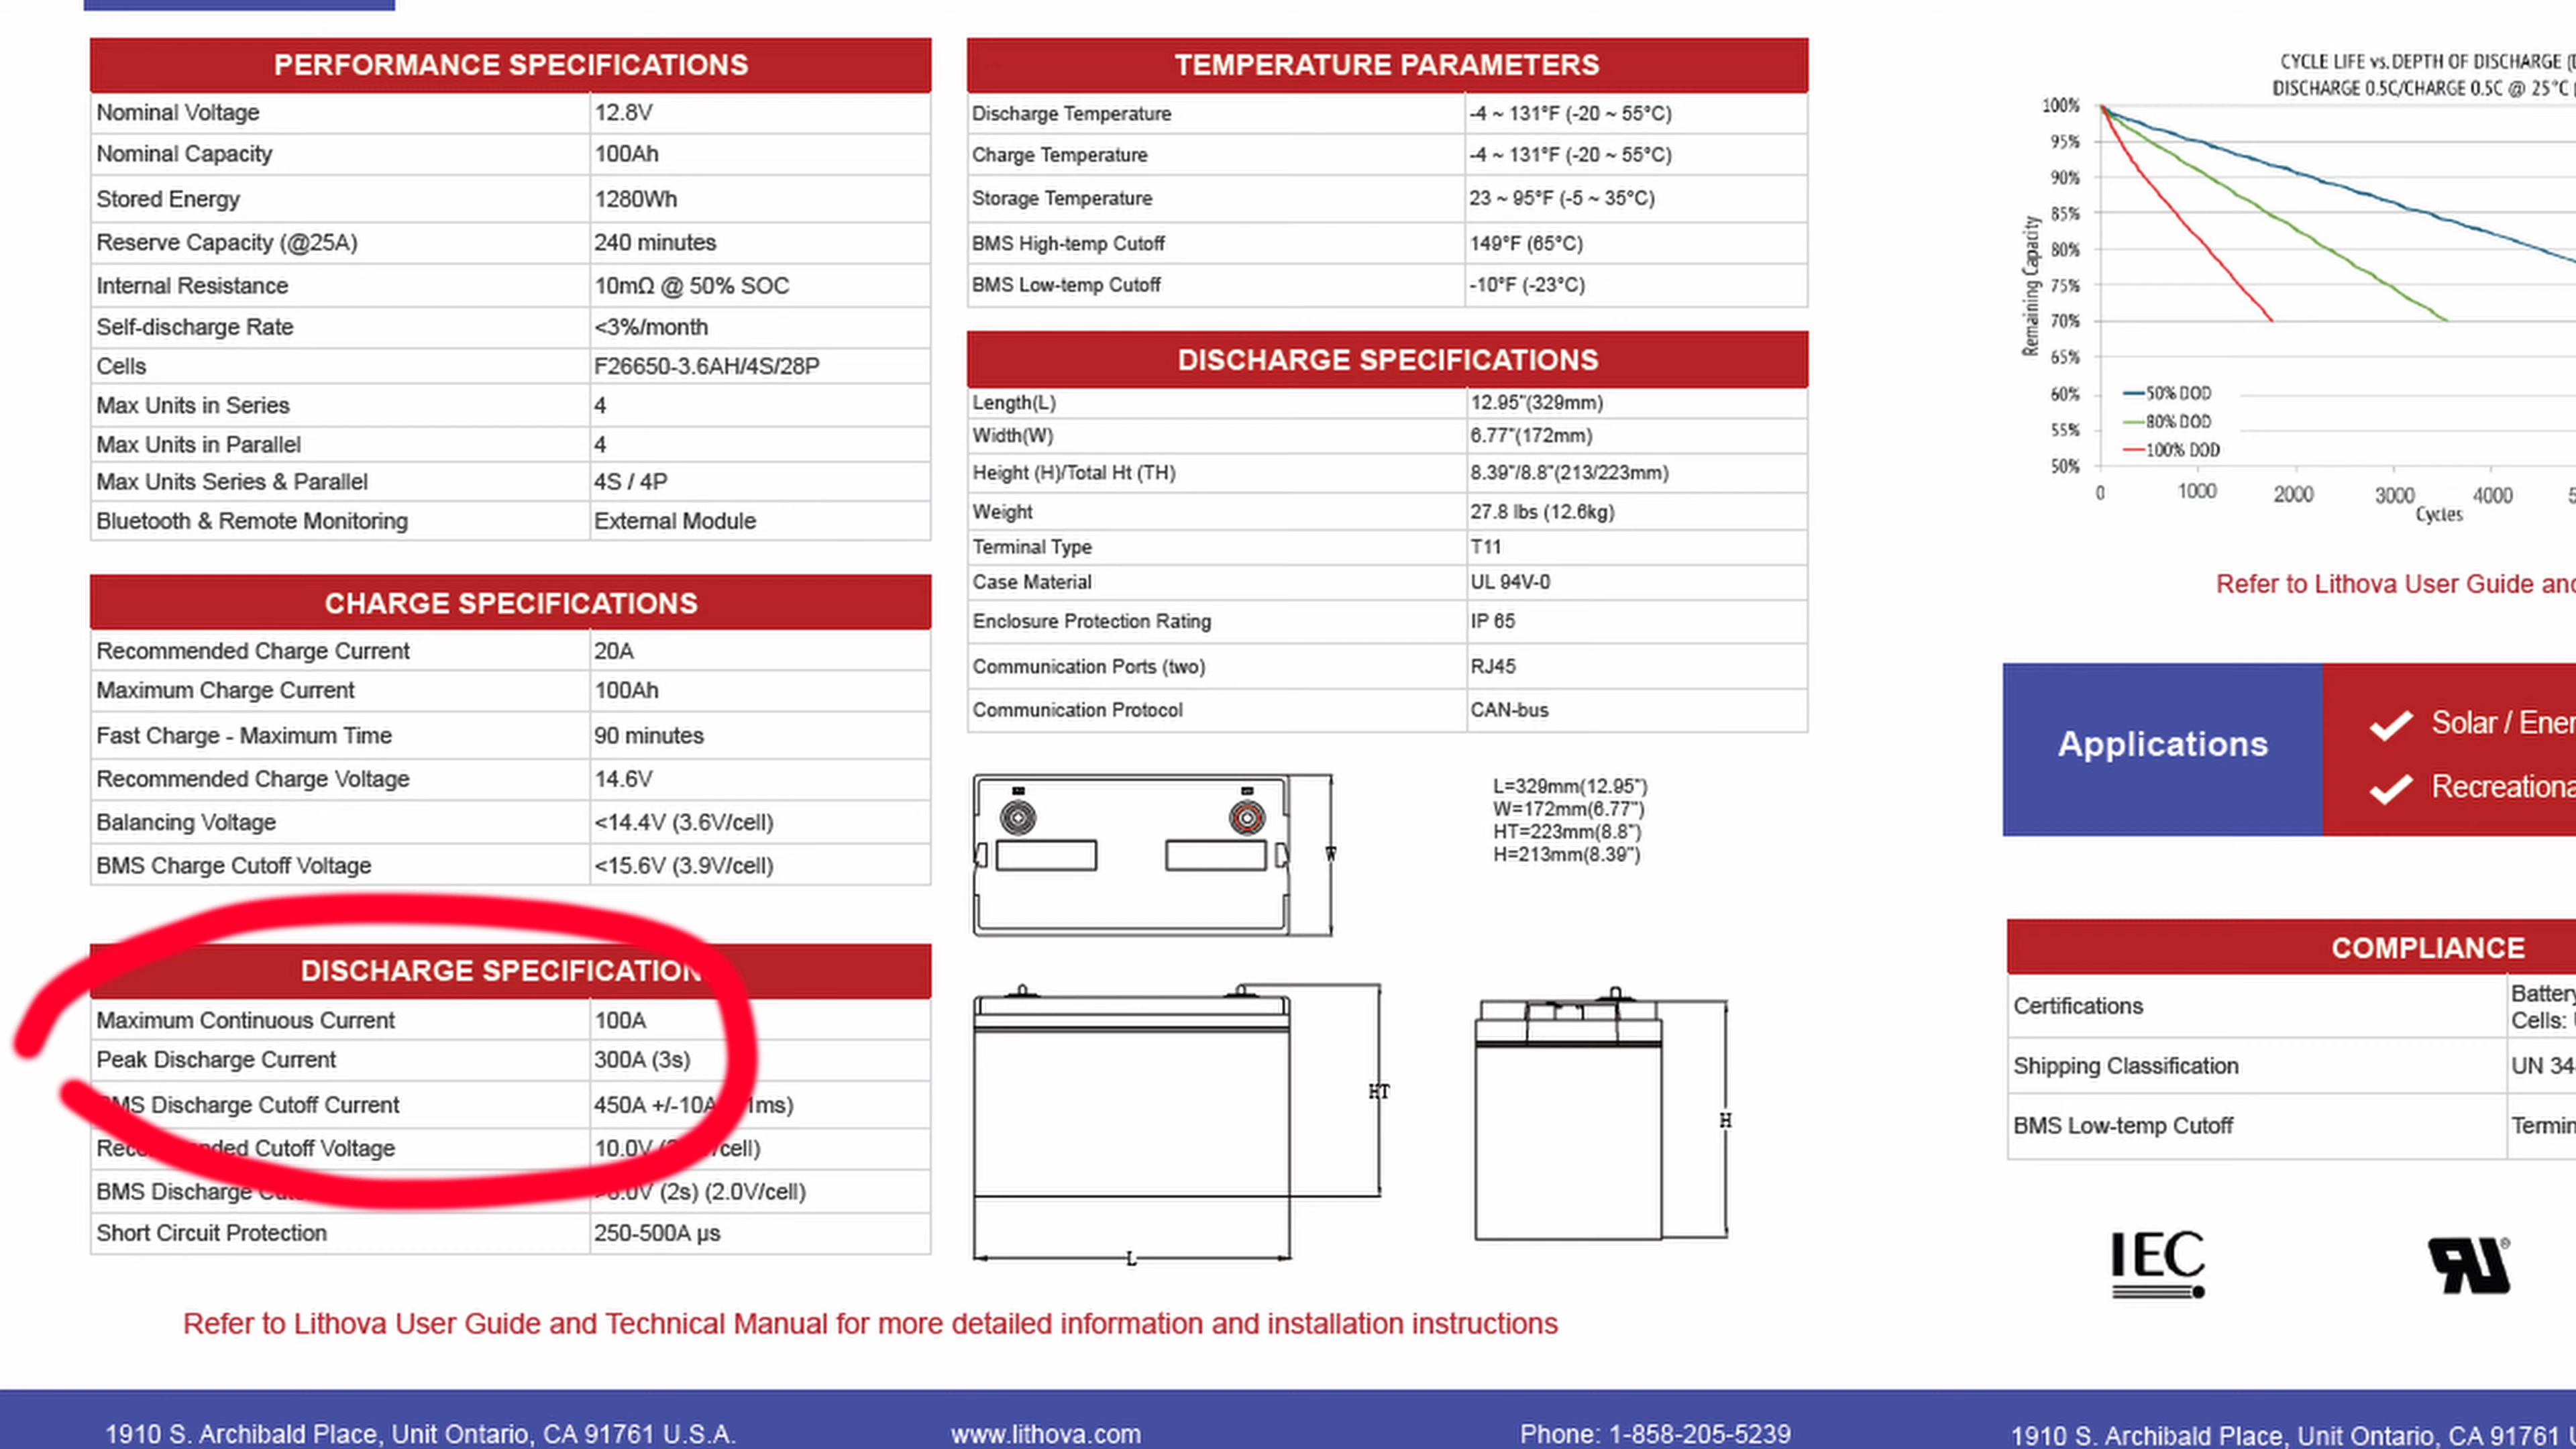 PERFORMANCE SPECIFICATIONS
Nominal Voltage 12.8V
Nominal Capacity 100Ah
Stored Energy 1280Wh
Reserve Capacity (@25A) 240 minutes
Internal Resistance 10mΩ @ 50% SOC
Self-discharge Rate <3%/month
Cells F26650-3.6AH/4S/28P
Max Units in Series 4
Max Units in Parallel 4
Max Units Series & Parallel 4S / 4P
Bluetooth & Remote Monitoring External Module
CHARGE SPECIFICATIONS
Recommended Charge Current 20A
Maximum Charge Current 100Ah
Fast Charge - Maximum Time 90 minutes
Recommended Charge Voltage 14.6V
Balancing Voltage <14.4V (3.6V/cell)
BMS Charge Cutoff Voltage <15.6V (3.9V/cell)
DISCHARGE SPECIFICATION
Maximum Continuous Current 100A
Peak Discharge Current 300A (3s)
BMS Discharge Cutoff Current 450A +/-10A
Cutoff Voltage 10.0V
BMS Discharge (2s) (2.0V/cell)
Short Circuit Protection 250-500A µs
TEMPERATURE PARAMETERS
Discharge Temperature -4 ~ 131°F (-20 ~ 55°C)
Charge Temperature -4 ~ 131°F (-20 ~ 55°C)
Storage Temperature 23 ~ 95°F (-5 ~ 35°C)
BMS High-temp Cutoff 149°F (65°C)
BMS Low-temp Cutoff -10°F (-23°C)
DISCHARGE SPECIFICATIONS
Length(L) 12.95"(329mm)
Width(W) 6.77"(172mm)
Height (H)/Total Ht (TH) 8.39"/8.8"(213/223mm)
Weight 27.8 lbs (12.6kg)
Terminal Type T11
Case Material UL 94V-0
Enclosure Protection Rating IP 65
Communication Ports (two) RJ45
Communication Protocol CAN-bus
W
L=329mm(12.95")
W=172mm(6.77")
HT=223mm(8.8")
H=213mm(8.39")
HT
H
L
Refer to Lithova User Guide and Technical Manual for more detailed information and installation instructions
1910 S. Archibald Place, Unit Ontario, CA 91761 U.S.A. www.lithova.com Phone: 1-858-205-5239
CYCLE LIFE vs. DEPTH OF DISCHARGE
DISCHARGE 0.5C/CHARGE 0.5C @ 25°C
Remaining Capacity
100%
95%
90%
85%
80%
75%
70%
65%
60%
55%
50%
50% DOD
80% DOD
100% DOD
0 1000 2000 3000 4000 5
Cycles
Refer to Lithova User Guide and
Applications
Solar / Ener
Recreationa
COMPLIANCE
Certifications Battery
Cells:
Shipping Classification UN 34
BMS Low-temp Cutoff Termin
IEC
1910 S. Archibald Place, Unit Ontario, CA 91761